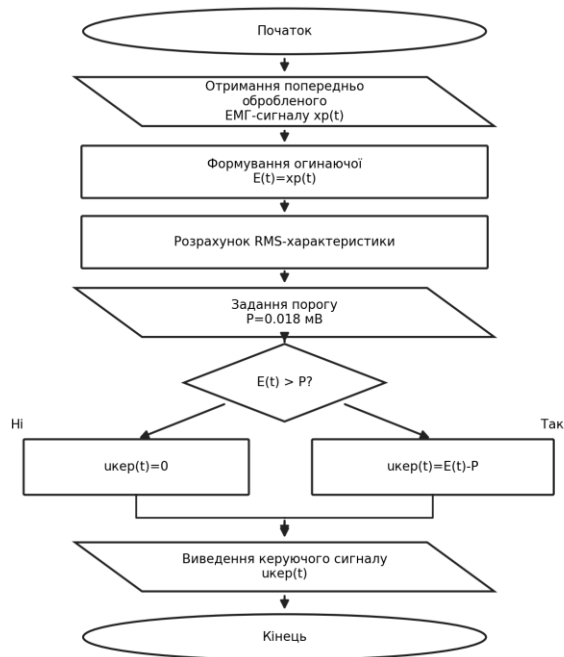 Початок
Отримання попередньо
обробленого
ЕМГ-сигналу xp(t)
Формування огинаючої
E(t)=xp(t)
Розрахунок RMS-характеристики
Задання порогу
P=0.018 мВ
E(t) > P?
Ні
Так
uкер(t)=0
uкер(t)=E(t)-P
Виведення керуючого сигналу
uкер(t)
Кінець